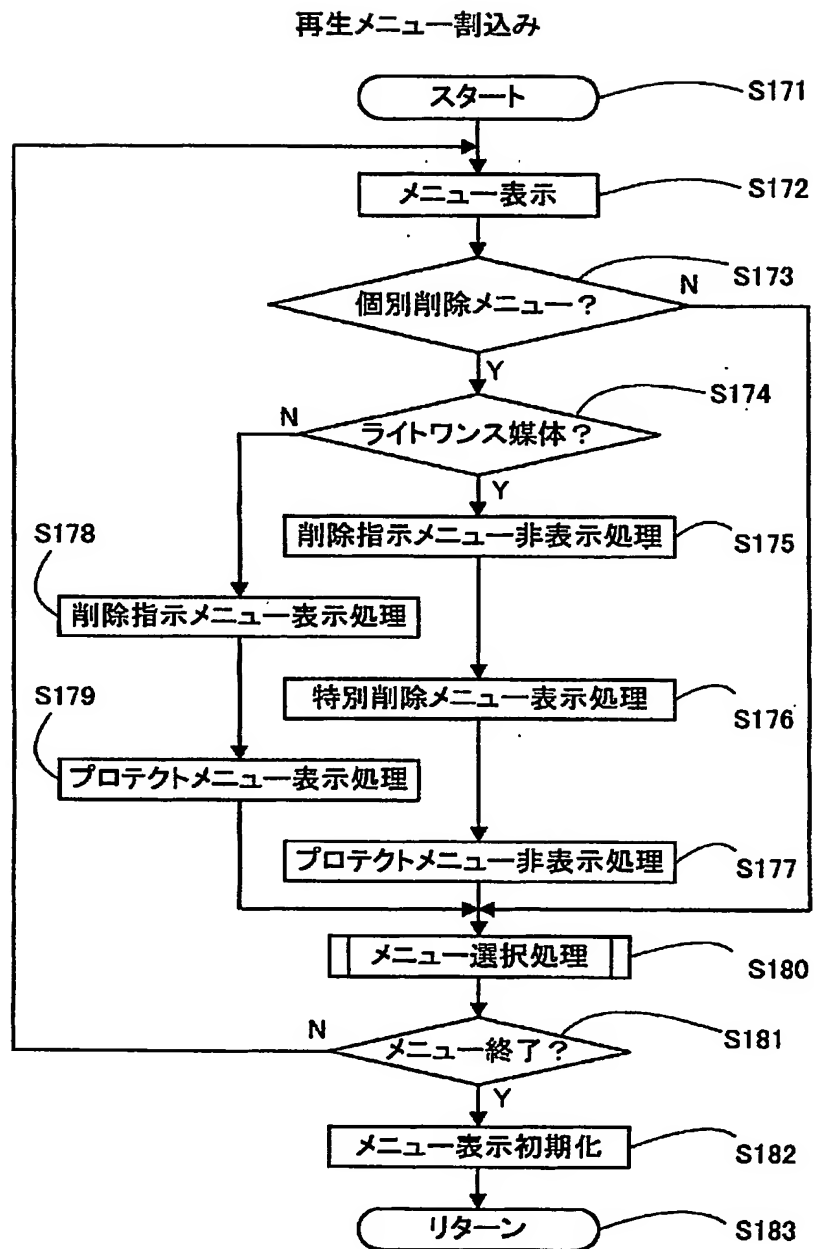 再生メニュー割込み
スタート
S171
メニュー表示
S172
個別削除メニュー？
S173
N
Y
ライトワンス媒体？
S174
N
Y
削除指示メニュー非表示処理
S175
S178
削除指示メニュー表示処理
特別削除メニュー表示処理
S176
S179
プロテクトメニュー表示処理
プロテクトメニュー非表示処理
S177
メニュー選択処理
S180
メニュー終了？
S181
N
Y
メニュー表示初期化
S182
リターン
S183